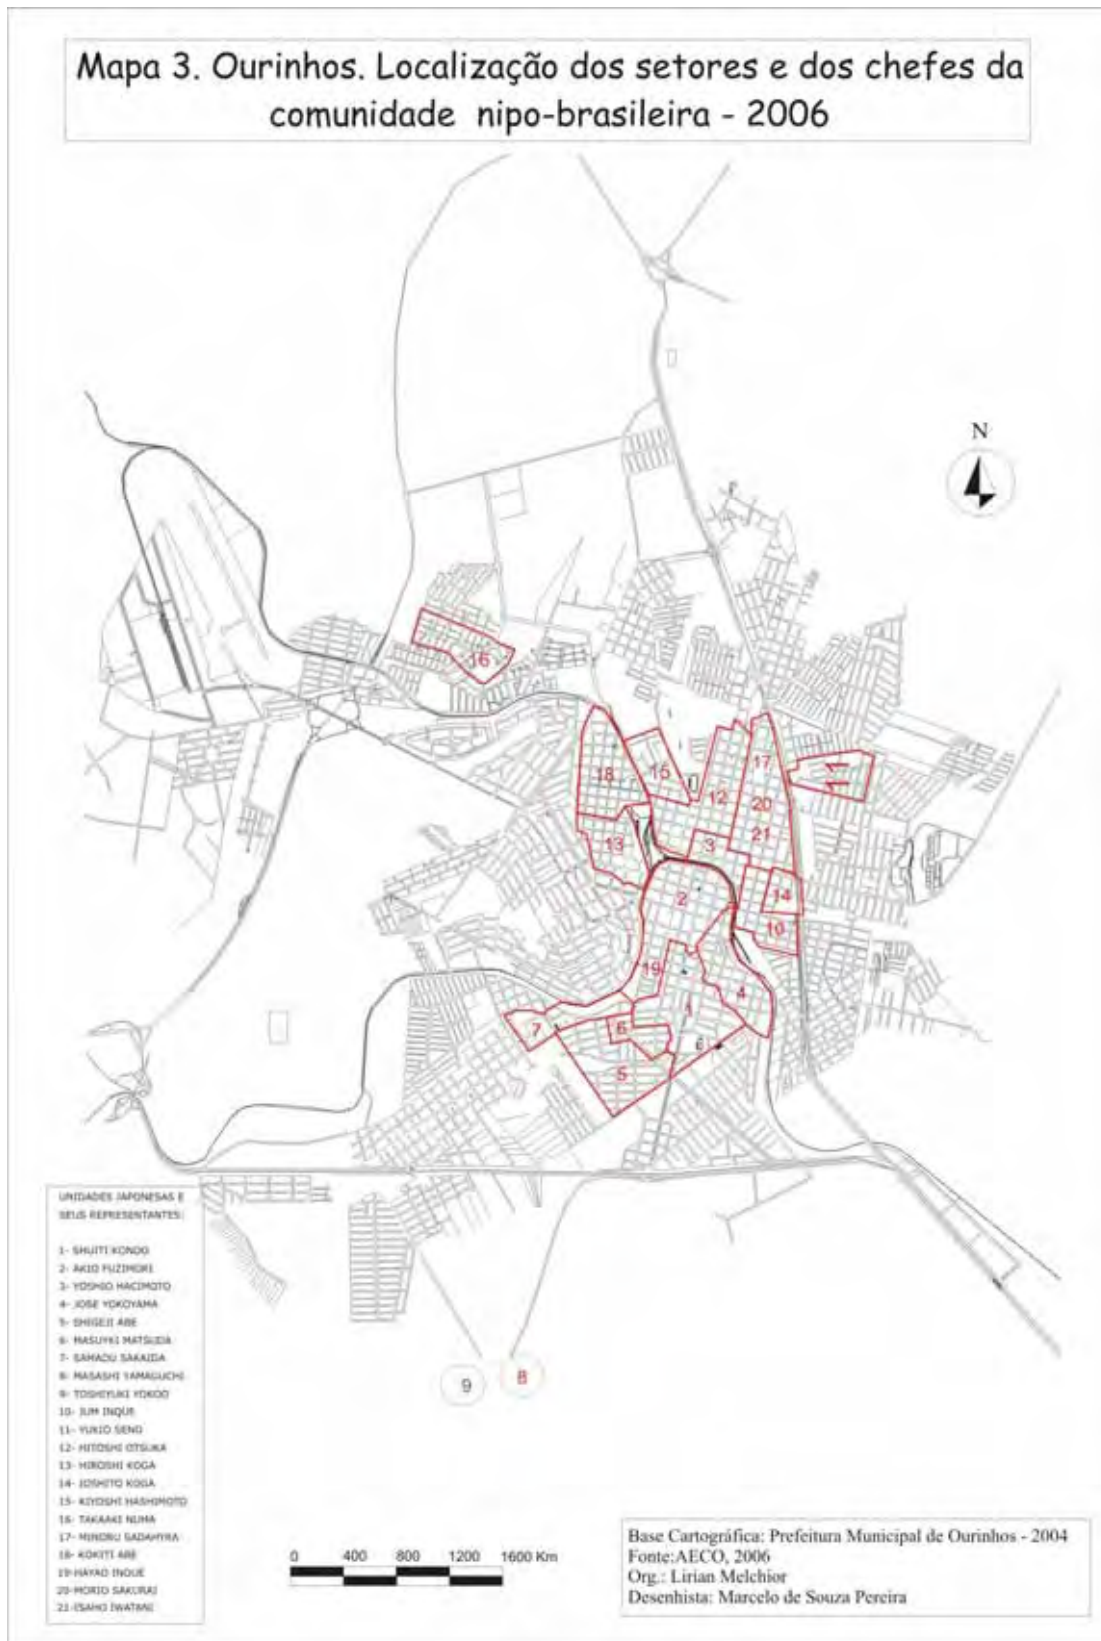 Mapa 3. Ourinhos. Localização dos setores e dos chefes da
comunidade nipo-brasileira - 2006
N
16
17
11
18
15
12
20
21
13
3
14
2
10
19
4
1
7
6
5
9
8
UNIDADES JAPONESAS E
SEUS REPRESENTANTES:
1- SHUITI KONDO
2- AKIO FUZIMORI
3- YOSHIO HACIMOTO
4- JOSE YOKOYAMA
5- SHIGEJI ABE
6- MASUYKI MATSUDA
7- SAMADU SAKAIDA
8- MASASHI YAMAGUCHI
9- TOSHIYUKI YOKOO
10- JUM INQUE
11- YUKIO SENO
12- HITOSHI OTSUKA
13- HIROSHI KOGA
14- JOSHITO KOGA
15- KIYOSHI HASHIMOTO
16- TAKAAKI NUMA
17- MINORU SADAHYRA
18- KOKITI ABE
19- HAYAO INOUE
20- MORIO SAKURAI
21- ISAHO IWATANI
0 400 800 1200 1600 Km
Base Cartográfica: Prefeitura Municipal de Ourinhos - 2004
Fonte:AECO, 2006
Org.: Lirian Melchior
Desenhista: Marcelo de Souza Pereira